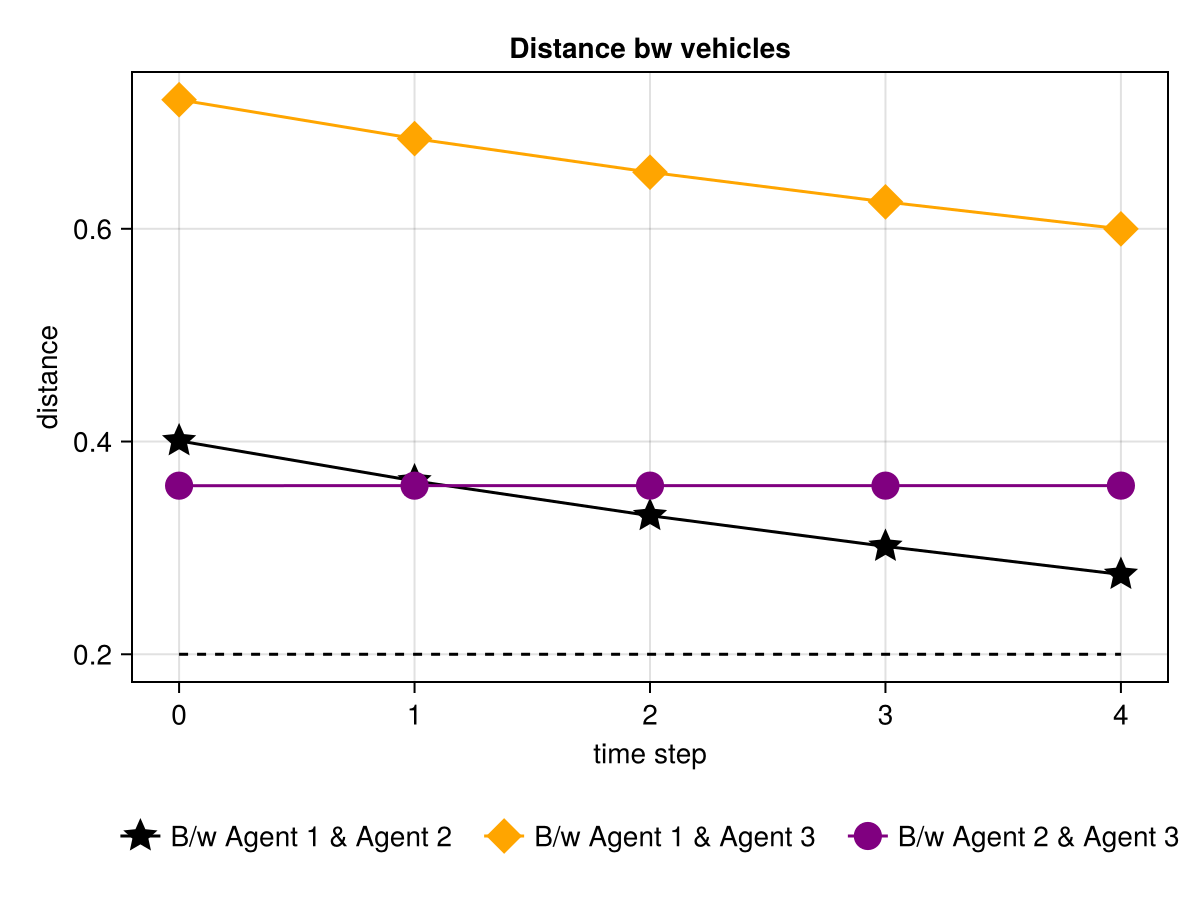 Distance bw vehicles
distance
0.6
0.4
0.2
0 1 2 3 4
time step
B/w Agent 1 & Agent 2 B/w Agent 1 & Agent 3 B/w Agent 2 & Agent 3